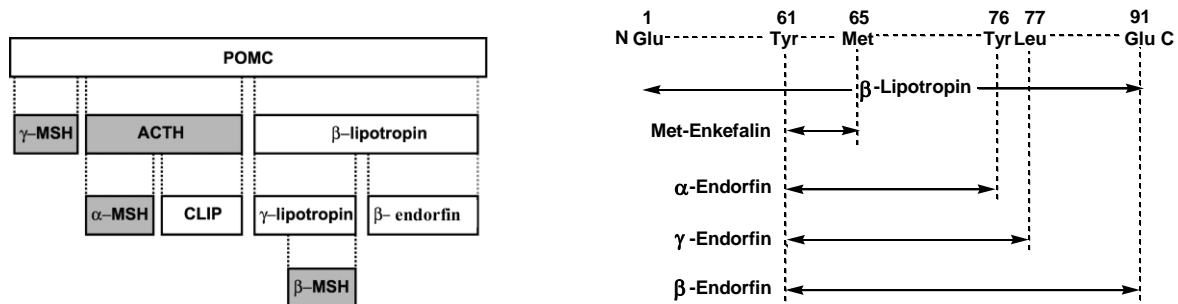 POMC
γ–MSH ACTH β–lipotropin
α–MSH CLIP γ–lipotropin β– endorfin
β–MSH
1 61 65 76 77 91
N Glu Tyr Met Tyr Leu Glu C
β-Lipotropin
Met-Enkefalin
α-Endorfin
γ -Endorfin
β-Endorfin